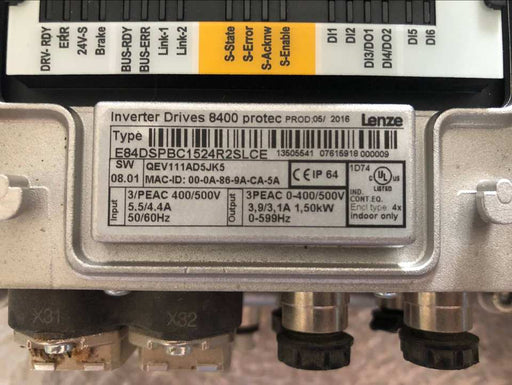 DRV- RDY
ERR
24V-S
Brake
BUS-RDY
BUS-ERR
Link-1
Link-2
S-State
S-Error
S-Acknw
S-Enable
DI1
DI2
DI3/DO1
DI4/DO2
DI5
DI6
Inverter Drives 8400 protec PROD:05/ 2016 Lenze
Type
E84DSPBC1524R2SLCE 13505541 07615918 000009
SW QEV111AD5JK5
08.01 MAC-ID: 00-0A-86-9A-CA-5A
CE IP 64
1D74
UL
LISTED
IND.
CONT.EQ.
Encl.type 4x
indoor only
Input
3/PEAC 400/500V
5.5/4.4A
50/60Hz
Output
3PEAC 0-400/500V
3,9/3,1A 1,50kW
0-599Hz
X31
X32